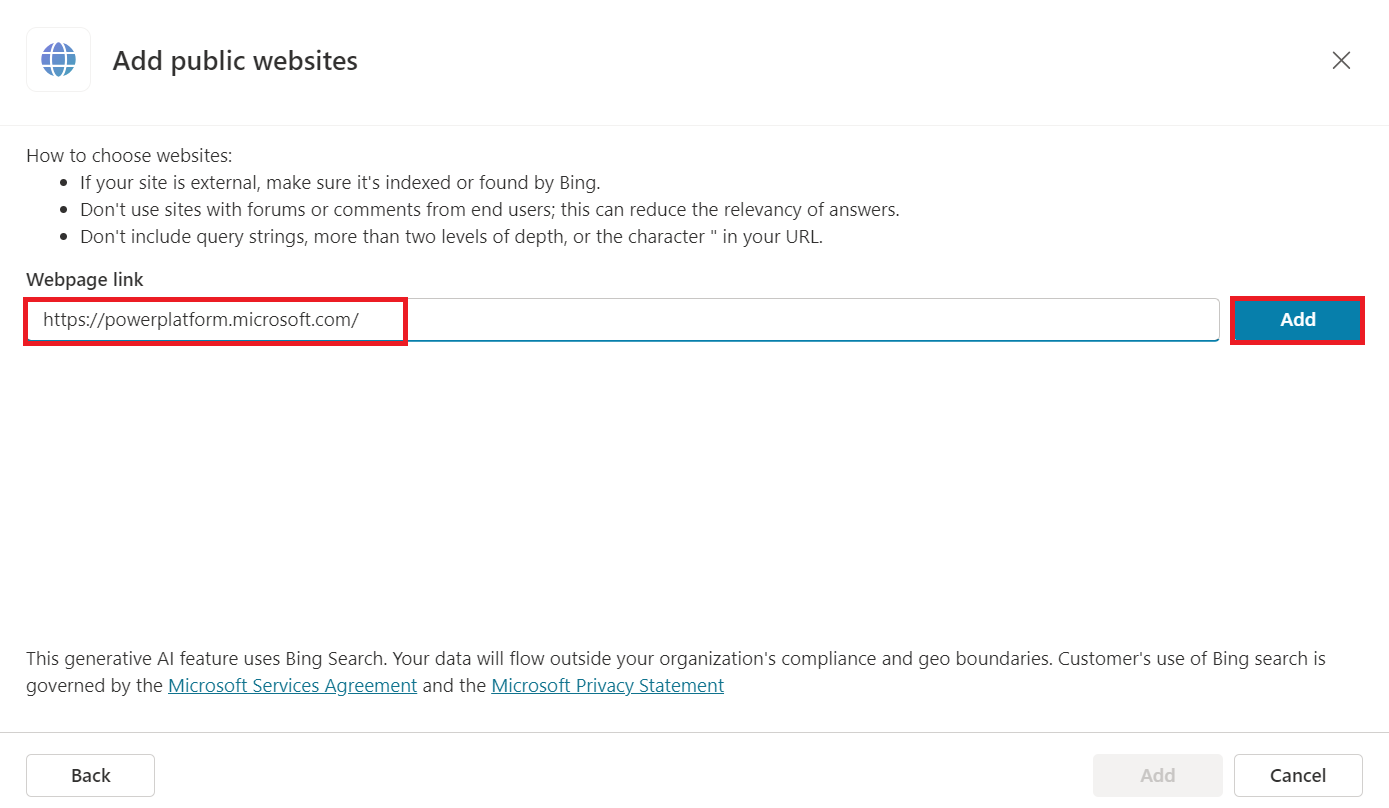 Add public websites
How to choose websites:
If your site is external, make sure it's indexed or found by Bing.
Don't use sites with forums or comments from end users; this can reduce the relevancy of answers.
Don't include query strings, more than two levels of depth, or the character " in your URL.
Webpage link
https://powerplatform.microsoft.com/
Add
This generative AI feature uses Bing Search. Your data will flow outside your organization's compliance and geo boundaries. Customer's use of Bing search is
governed by the Microsoft Services Agreement and the Microsoft Privacy Statement
Back
Add
Cancel